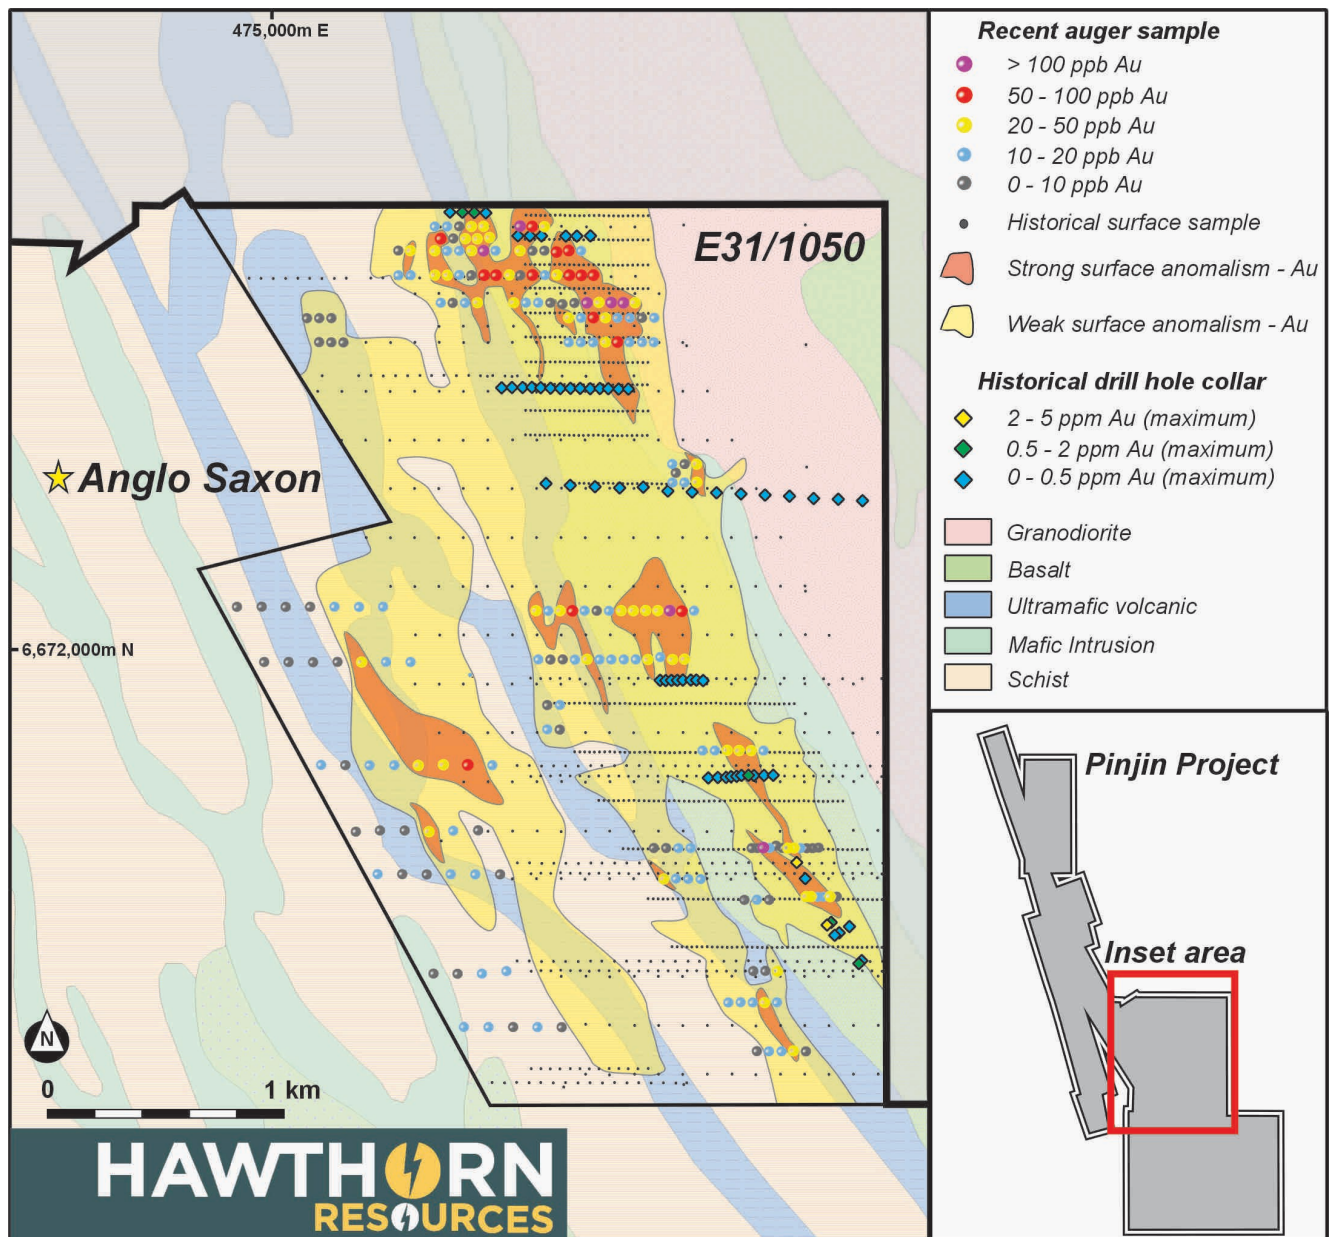 475,000m E
E31/1050
Anglo Saxon
6,672,000m N
N
0
1 km
HAWTHORN
RESOURCES
Recent auger sample
> 100 ppb Au
50 - 100 ppb Au
20 - 50 ppb Au
10 - 20 ppb Au
0 - 10 ppb Au
Historical surface sample
Strong surface anomalism - Au
Weak surface anomalism - Au
Historical drill hole collar
2 - 5 ppm Au (maximum)
0.5 - 2 ppm Au (maximum)
0 - 0.5 ppm Au (maximum)
Granodiorite
Basalt
Ultramafic volcanic
Mafic Intrusion
Schist
Pinjin Project
Inset area